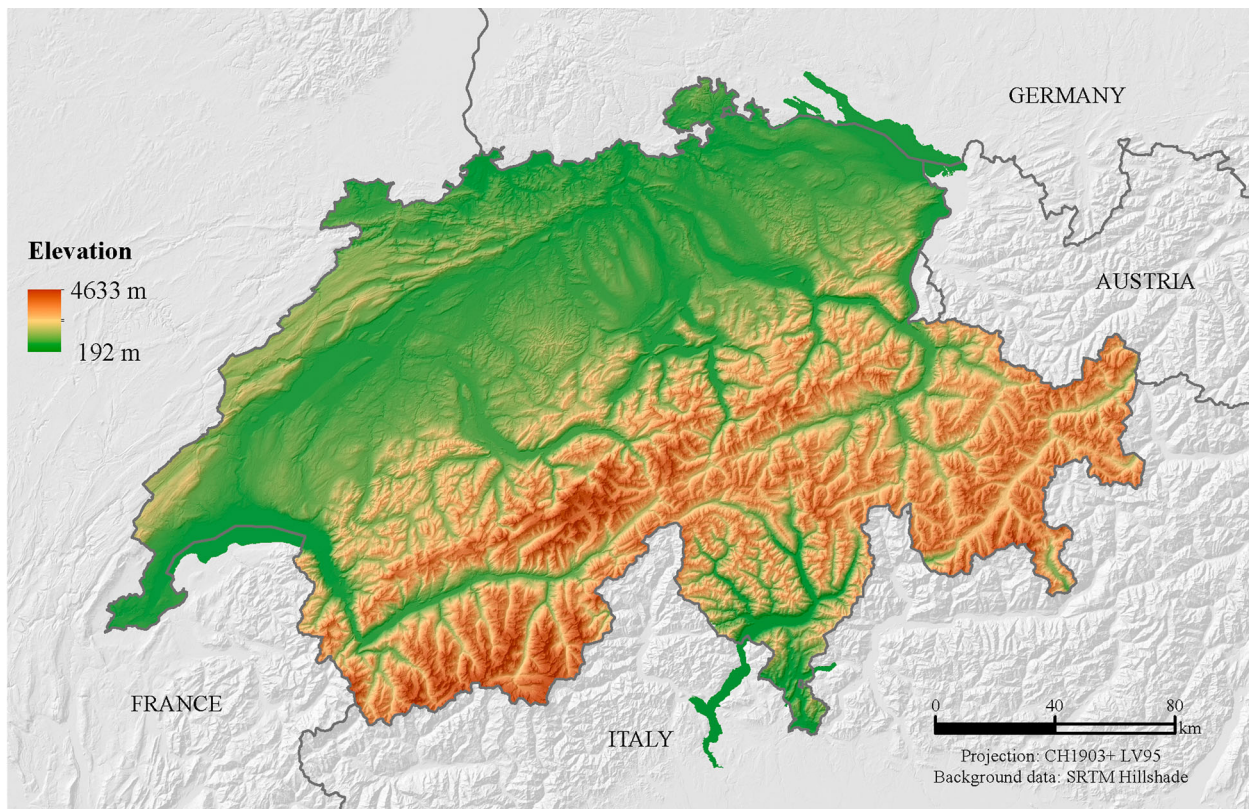 GERMANY
Elevation
4633 m
192 m
AUSTRIA
FRANCE
ITALY
0 40 80
km
Projection: CH1903+ LV95
Background data: SRTM Hillshade